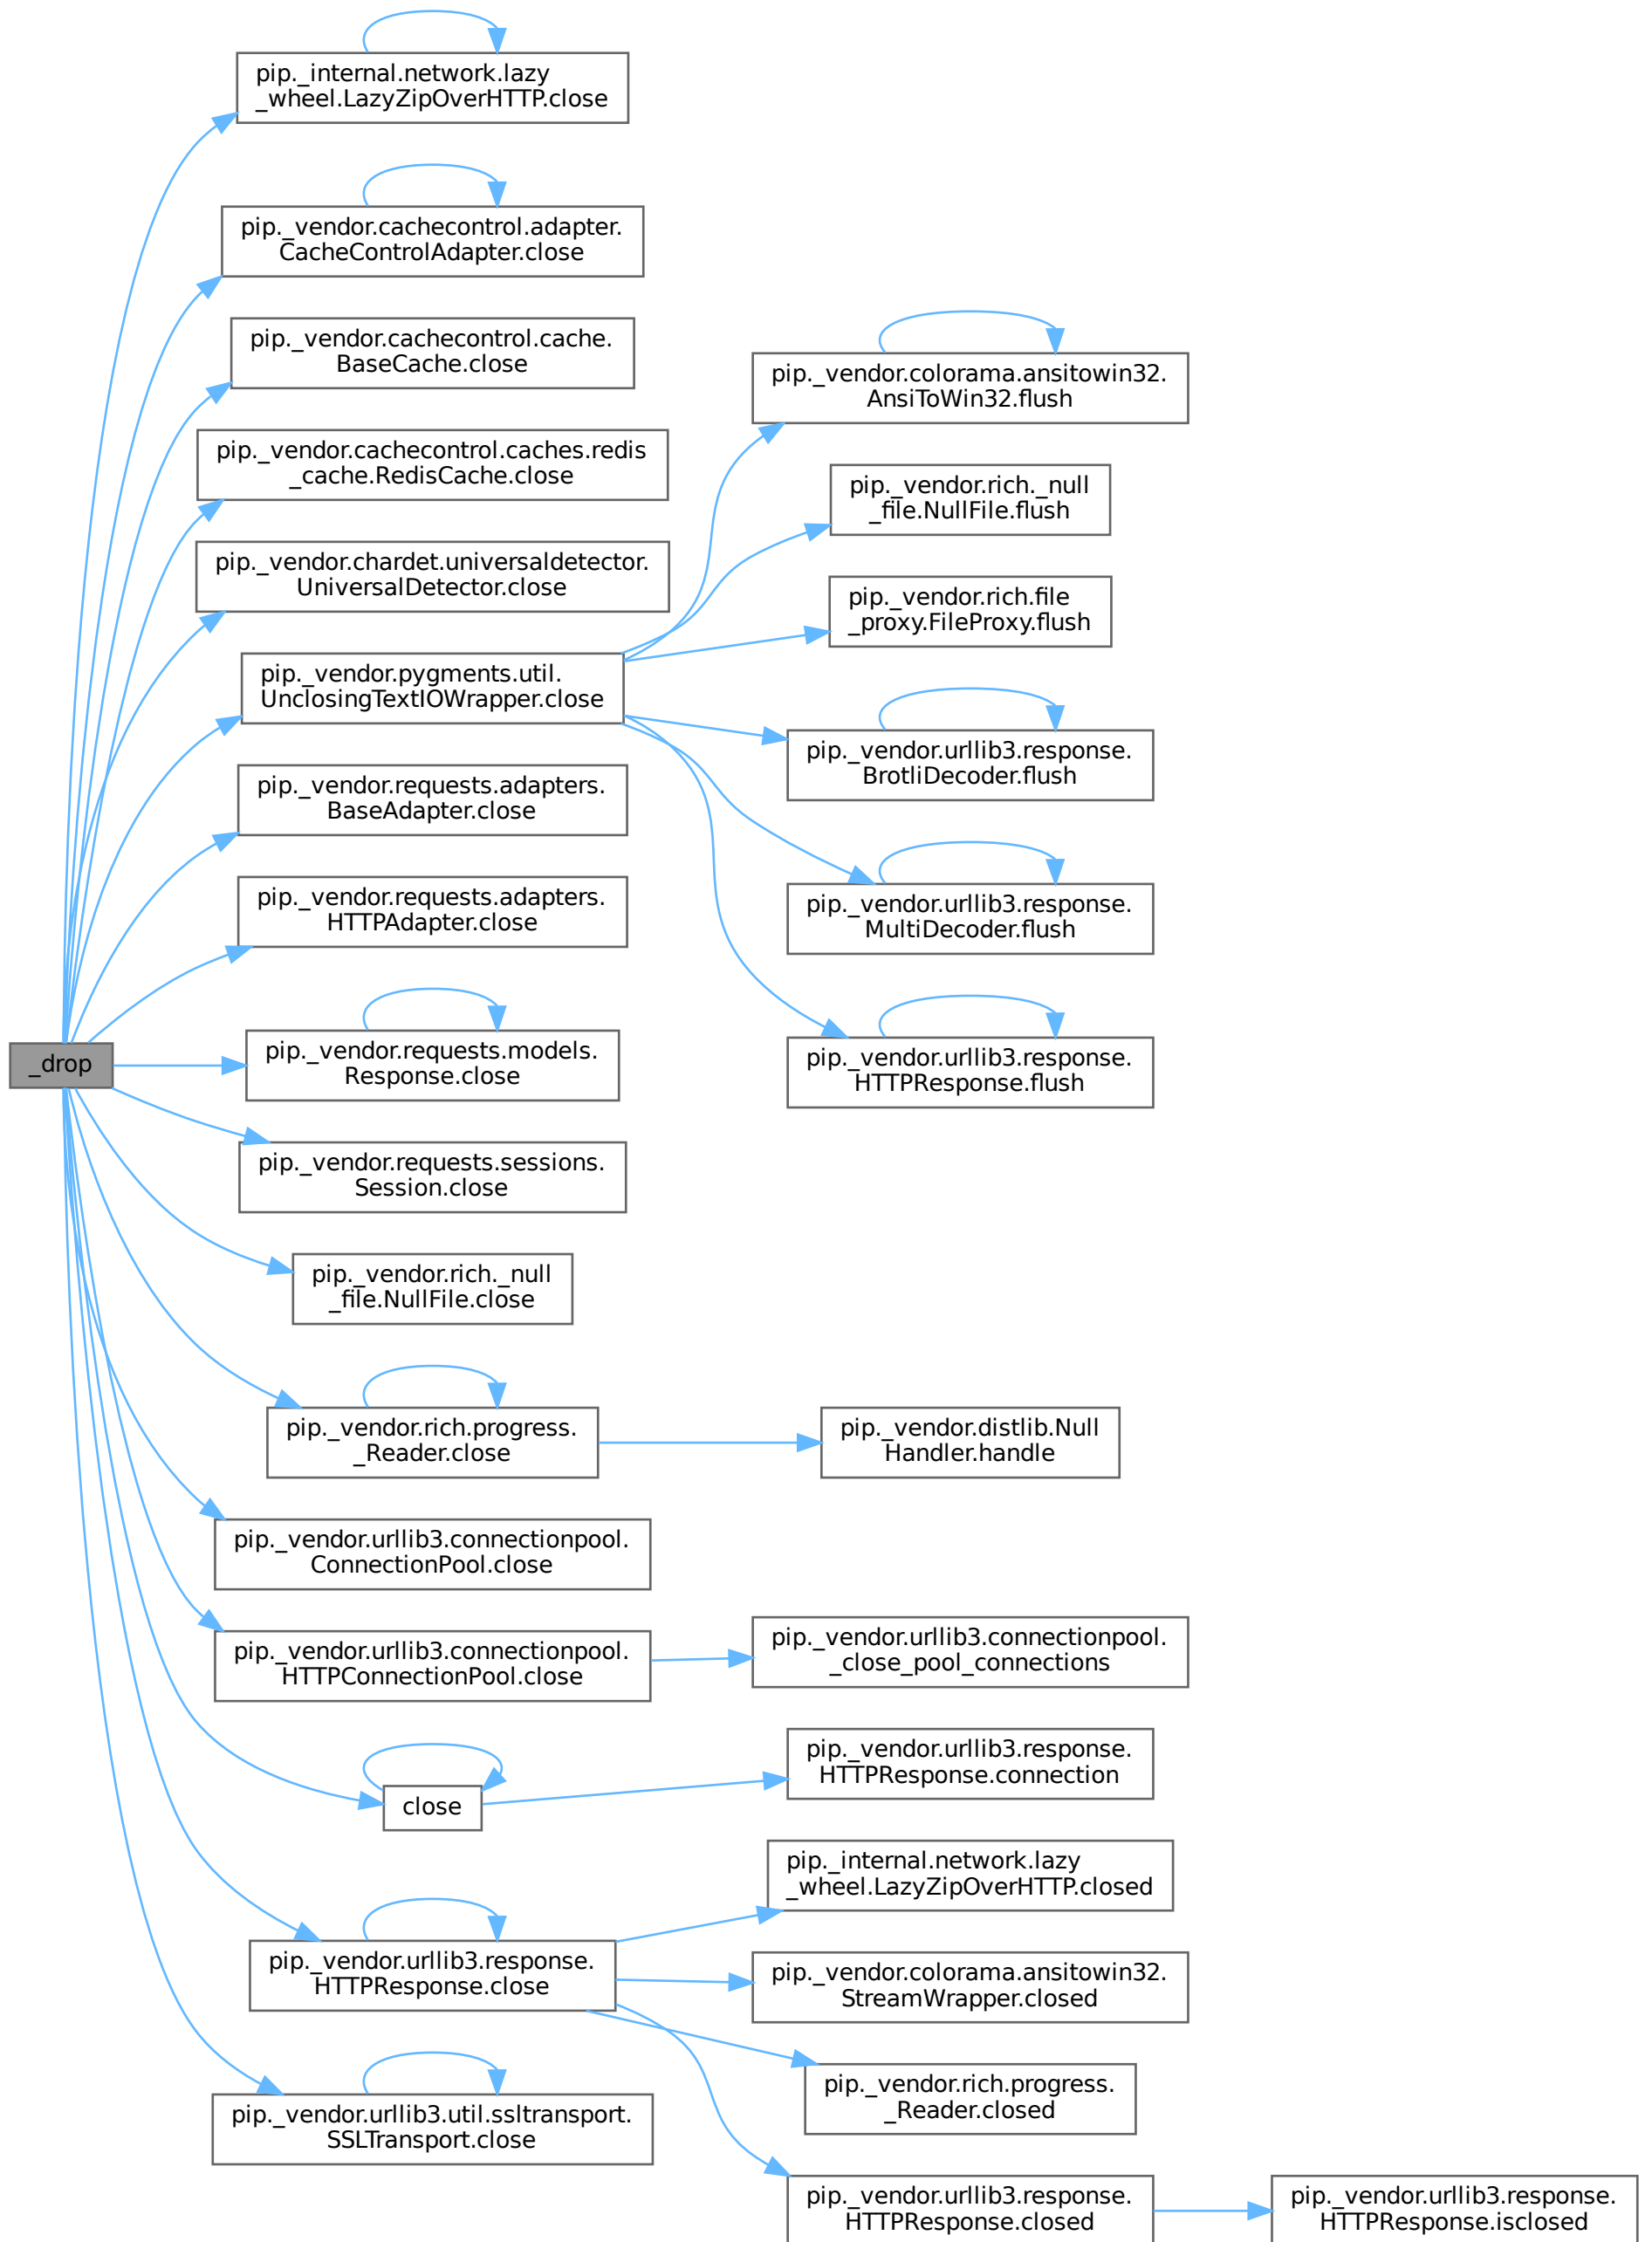 pip._internal.network.lazy
_wheel.LazyZipOverHTTP.close
pip._vendor.cachecontrol.adapter.
CacheControlAdapter.close
pip._vendor.cachecontrol.cache.
BaseCache.close
pip._vendor.cachecontrol.caches.redis
_cache.RedisCache.close
pip._vendor.chardet.universaldetector.
UniversalDetector.close
pip._vendor.pygments.util.
UnclosingTextIOWrapper.close
pip._vendor.requests.adapters.
BaseAdapter.close
pip._vendor.requests.adapters.
HTTPAdapter.close
_drop
pip._vendor.requests.models.
Response.close
pip._vendor.requests.sessions.
Session.close
pip._vendor.rich._null
_file.NullFile.close
pip._vendor.rich.progress.
_Reader.close
pip._vendor.urllib3.connectionpool.
ConnectionPool.close
pip._vendor.urllib3.connectionpool.
HTTPConnectionPool.close
close
pip._vendor.urllib3.response.
HTTPResponse.close
pip._vendor.urllib3.util.ssltransport.
SSLTransport.close
pip._vendor.colorama.ansitowin32.
AnsiToWin32.flush
pip._vendor.rich._null
_file.NullFile.flush
pip._vendor.rich.file
_proxy.FileProxy.flush
pip._vendor.urllib3.response.
BrotliDecoder.flush
pip._vendor.urllib3.response.
MultiDecoder.flush
pip._vendor.urllib3.response.
HTTPResponse.flush
pip._vendor.distlib.Null
Handler.handle
pip._vendor.urllib3.connectionpool.
_close_pool_connections
pip._vendor.urllib3.response.
HTTPResponse.connection
pip._internal.network.lazy
_wheel.LazyZipOverHTTP.closed
pip._vendor.colorama.ansitowin32.
StreamWrapper.closed
pip._vendor.rich.progress.
_Reader.closed
pip._vendor.urllib3.response.
HTTPResponse.closed
pip._vendor.urllib3.response.
HTTPResponse.isclosed